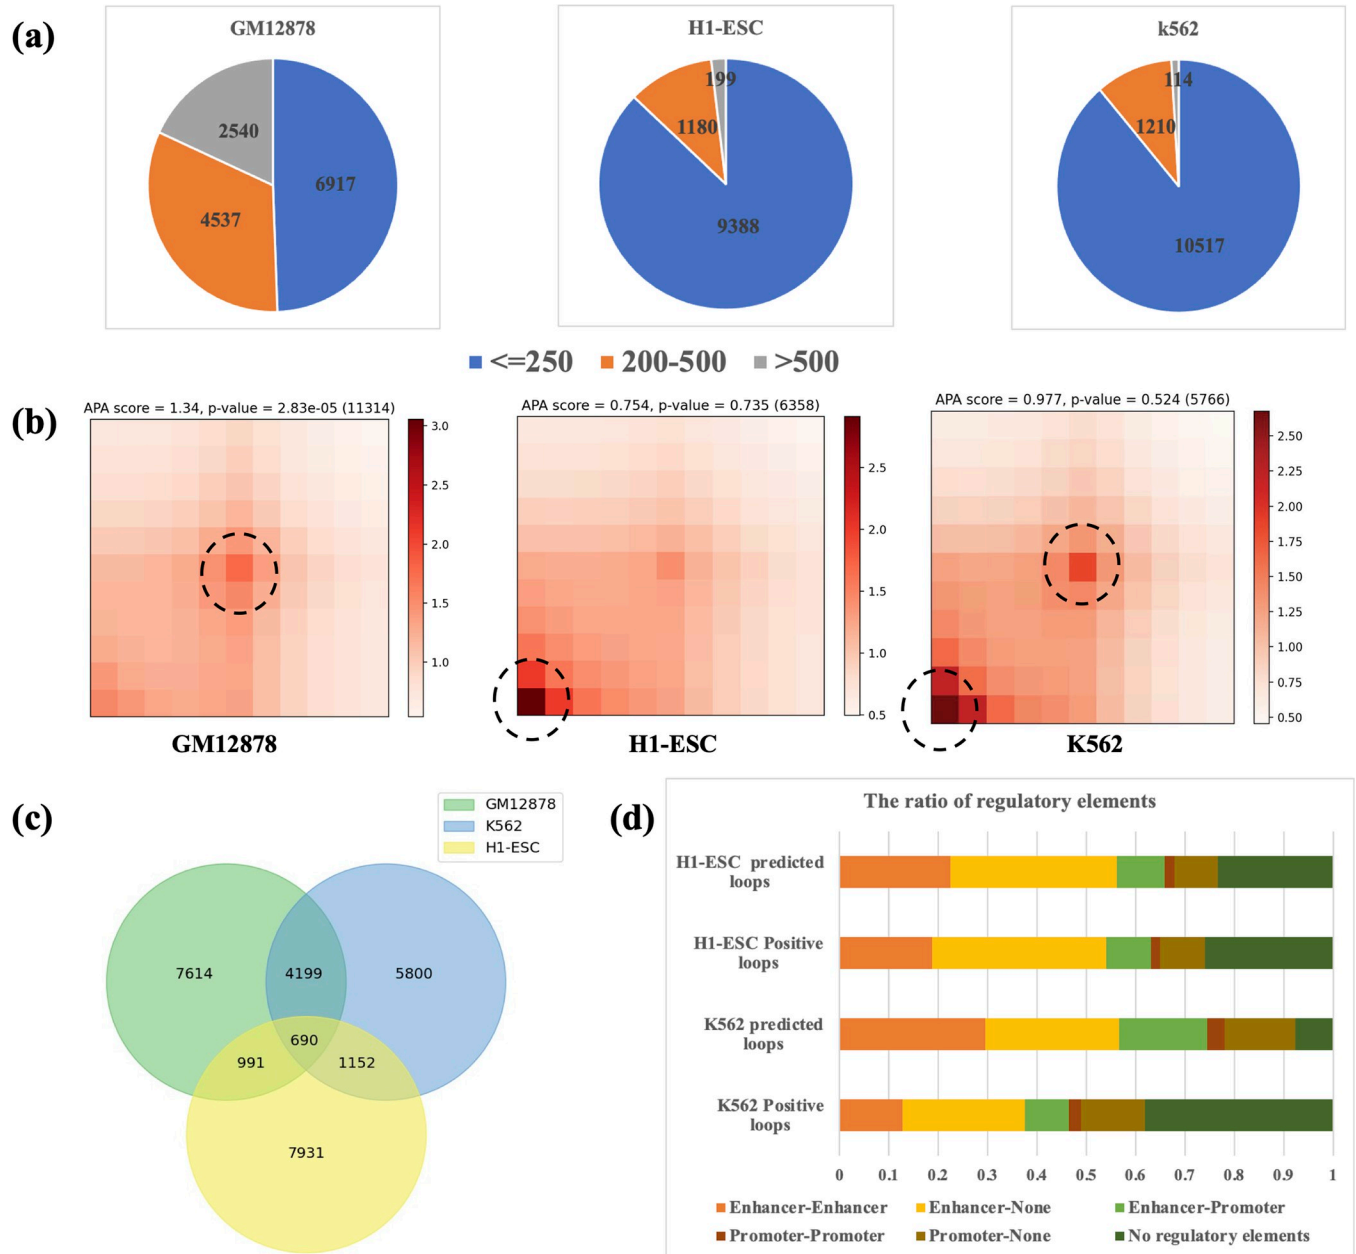 (a)
GM12878
2540
6917
4537
H1-ESC
199
1180
9388
k562
114
1210
10517
<=250 200-500 >500
(b)
APA score = 1.34, p-value = 2.83e-05 (11314)
3.0
2.5
2.0
1.5
1.0
GM12878
APA score = 0.754, p-value = 0.735 (6358)
2.5
2.0
1.5
1.0
0.5
H1-ESC
APA score = 0.977, p-value = 0.524 (5766)
2.50
2.25
2.00
1.75
1.50
1.25
1.00
0.75
0.50
K562
(c)
GM12878
K562
H1-ESC
7614
4199
5800
690
991
1152
7931
(d)
The ratio of regulatory elements
H1-ESC predicted
loops
H1-ESC Positive
loops
K562 predicted
loops
K562 Positive
loops
0 0.1 0.2 0.3 0.4 0.5 0.6 0.7 0.8 0.9 1
Enhancer-Enhancer Enhancer-None Enhancer-Promoter
Promoter-Promoter Promoter-None No regulatory elements